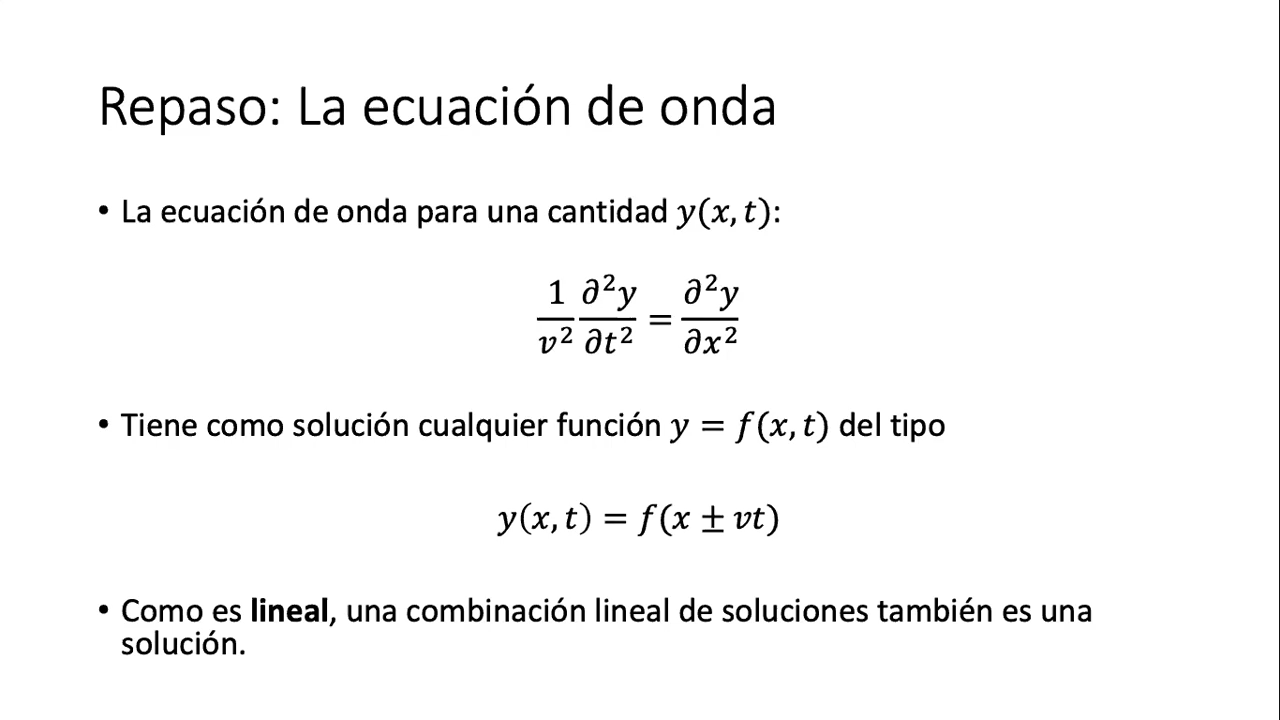 Repaso: La ecuación de onda
• La ecuación de onda para una cantidad y(x, t):
1/v² ∂²y/∂t² = ∂²y/∂x²
• Tiene como solución cualquier función y = f(x, t) del tipo
y(x, t) = f(x ± vt)
• Como es lineal, una combinación lineal de soluciones también es una
solución.